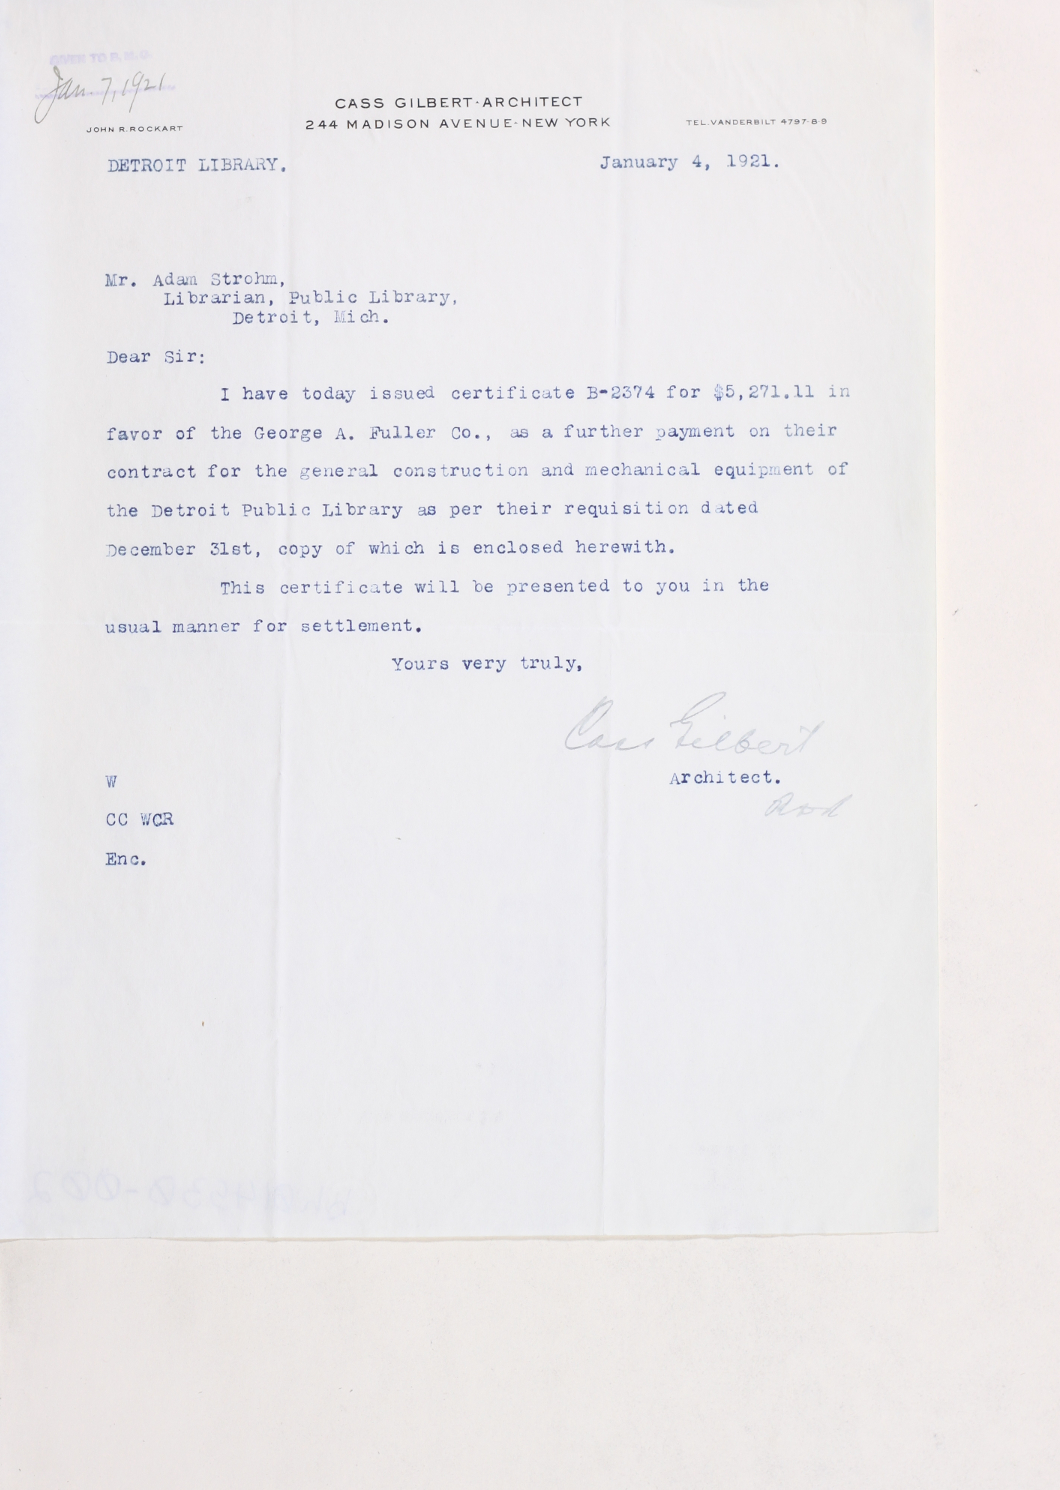 GIVEN TO
Jan. 7, 1921
CASS GILBERT·ARCHITECT
244 MADISON AVENUE·NEW YORK
JOHN R. ROCKART
TEL. VANDERBILT 4797-8-9
DETROIT LIBRARY.
January 4, 1921.
Mr. Adam Strohm,
Librarian, Public Library,
Detroit, Mich.
Dear Sir:
I have today issued certificate B-2374 for $5,271.11 in
favor of the George A. Fuller Co., as a further payment on their
contract for the general construction and mechanical equipment of
the Detroit Public Library as per their requisition dated
December 31st, copy of which is enclosed herewith.
This certificate will be presented to you in the
usual manner for settlement.
Yours very truly,
Cass Gilbert
Architect.
W
CC WCR
Enc.